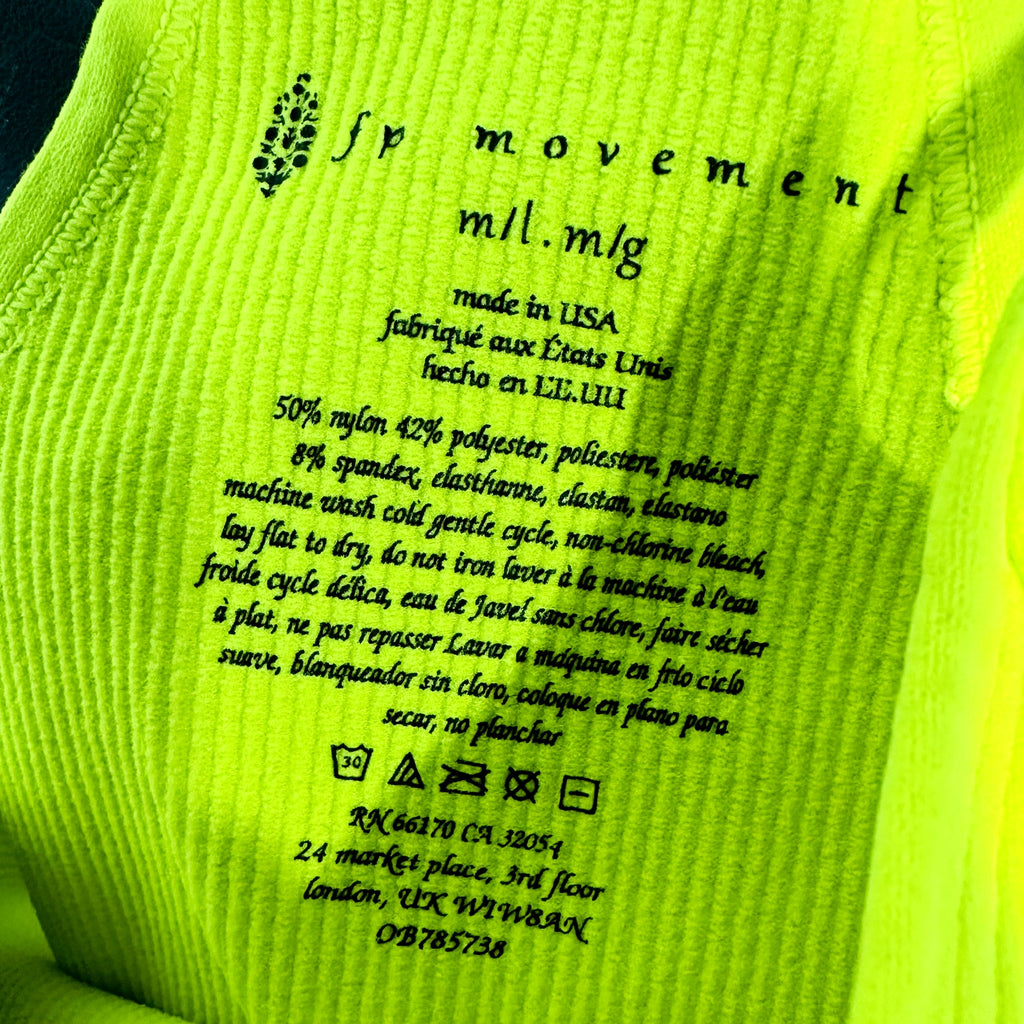 fp movement
m/l . m/g
made in USA
fabriqué aux États Unis
hecho en EE.UU
50% nylon 42% polyester, poliestere, poliéster
8% spandex, elasthanne, elastan, elastano
machine wash cold gentle cycle, non-chlorine bleach,
lay flat to dry, do not iron laver à la machine à l'eau
froide cycle délica, eau de Javel sans chlore, faire sécher
à plat, ne pas repasser Lavar a máquina en frío ciclo
suave, blanqueador sin cloro, coloque en plano para
secar, no planchar
30
RN 66170 CA 32054
24 market place, 3rd floor
london, UK W1W8AN
OB785738